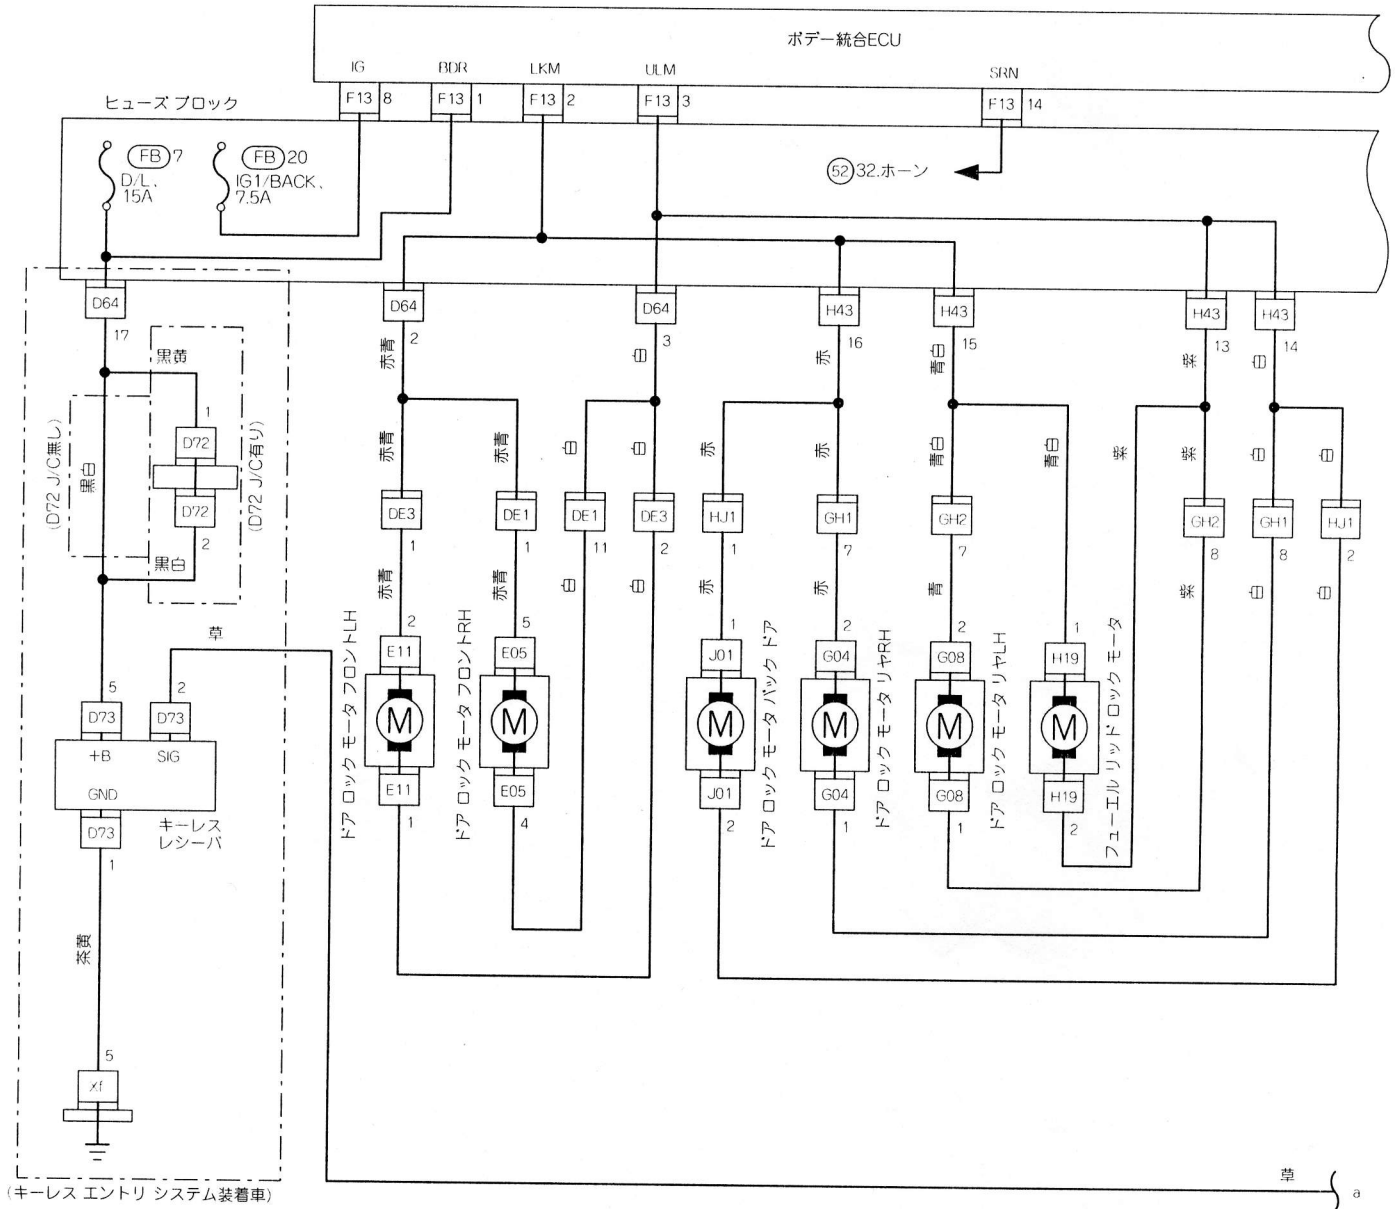 ボデー統合ECU
IG BDR LKM ULM SRN
F13 8 F13 1 F13 2 F13 3 F13 14
ヒューズ ブロック
FB 7
D/L、
15A
FB 20
IG1/BACK、
7.5A
52 32.ホーン
D64 D64 D64 H43 H43 H43 H43
17 2 3 16 15 13 14
赤青 白 赤 青白 紫 白
黒黄
1
D72
D72
2
黒白
黒白
(D72 J/C無し)
(D72 J/C有り)
赤青 赤青 白 白 赤 赤 青白 青白 紫 紫 白 白
DE3 DE1 DE1 DE3 HJ1 GH1 GH2 GH2 GH1 HJ1
1 1 11 2 1 7 7 8 8 2
赤青 赤青 白 白 赤 赤 青 紫 白 白
草
2 5 1 2 2 1
E11 E05 J01 G04 G08 H19
M M M M M M
E11 E05 J01 G04 G08 H19
1 4 2 1 1 2
ドア ロック モータ フロントLH
ドア ロック モータ フロントRH
ドア ロック モータ バック ドア
ドア ロック モータ リヤRH
ドア ロック モータ リヤLH
フューエル リッド ロック モータ
5 2
D73 D73
+B SIG
GND
D73
1
キーレス
レシーバ
茶黄
5
Xf
(キーレス エントリ システム装着車)
草
a